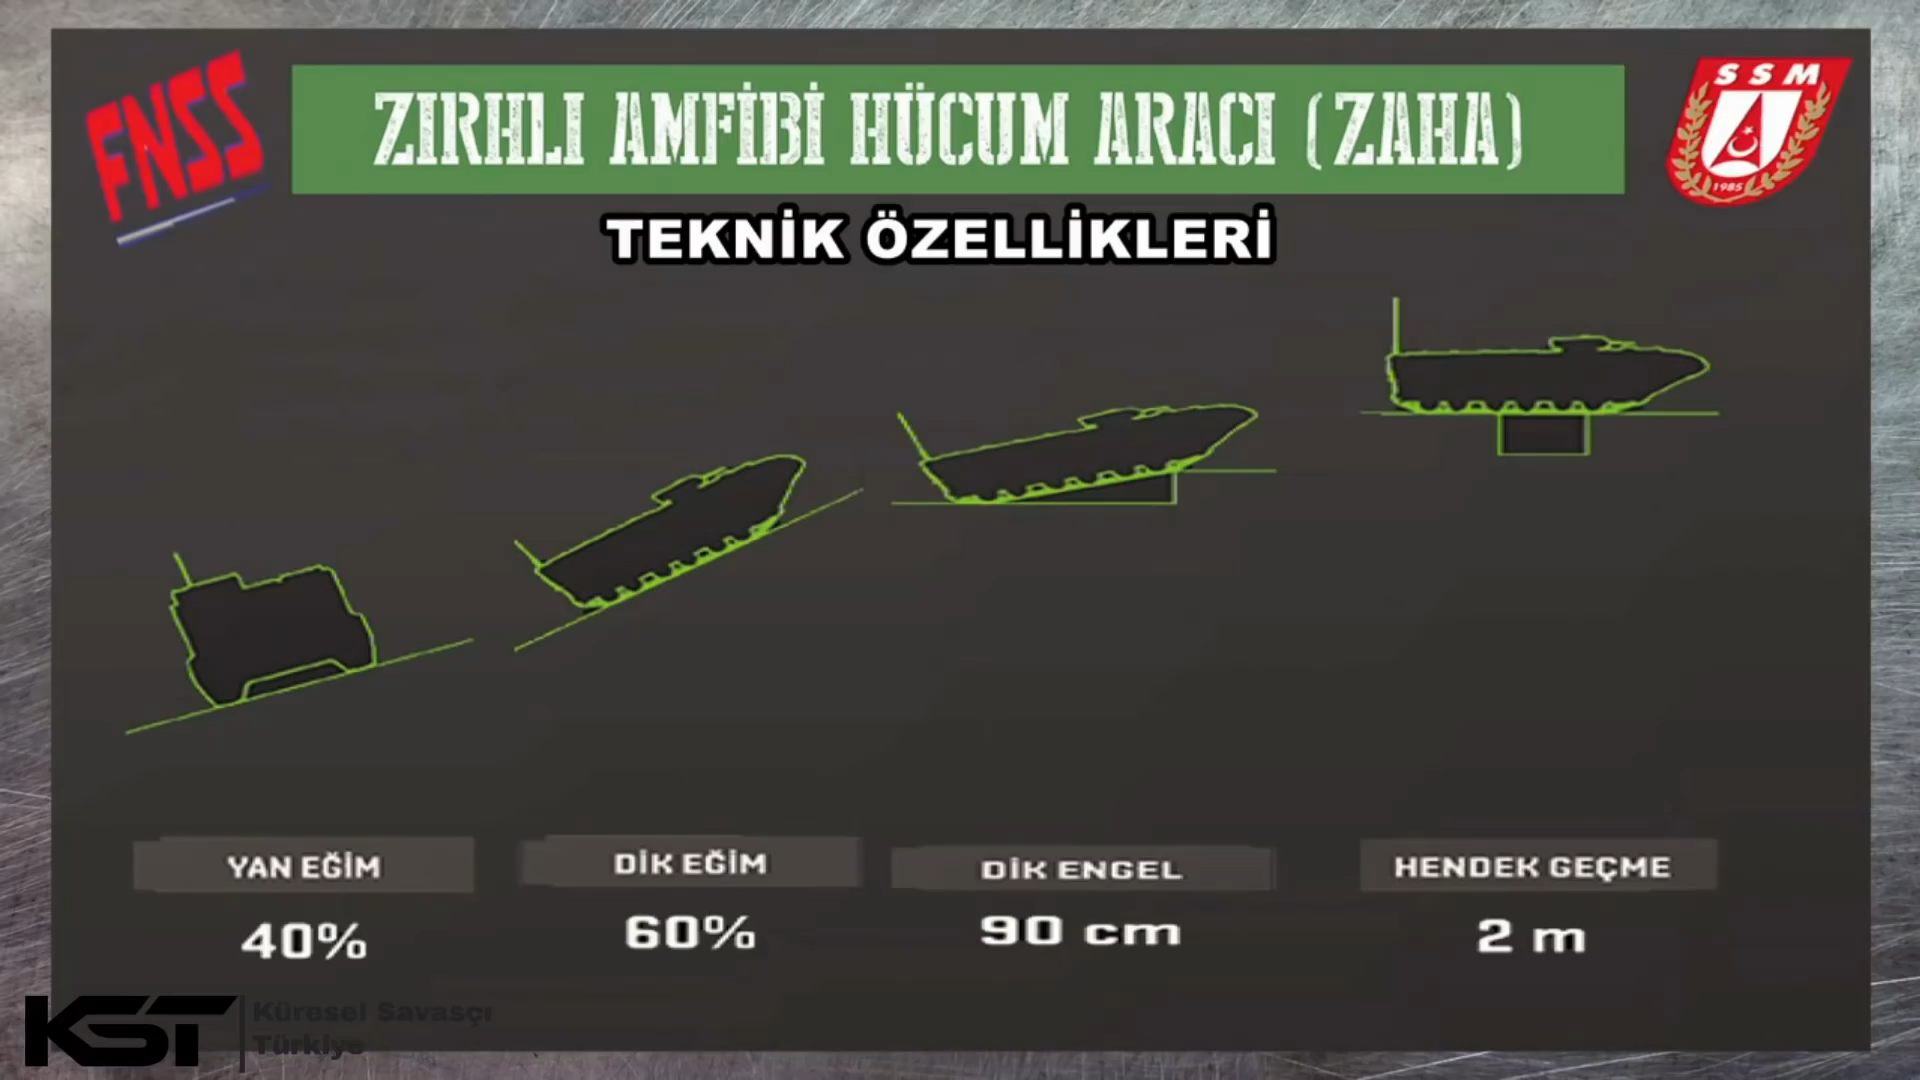 FNSS
ZIRHLI AMFİBİ HÜCUM ARACI (ZAHA)
SSM
1985
TEKNİK ÖZELLİKLERİ
YAN EĞİM
40%
DİK EĞİM
60%
DİK ENGEL
90 cm
HENDEK GEÇME
2 m
KST
Küresel Savaşçı
Türkiye